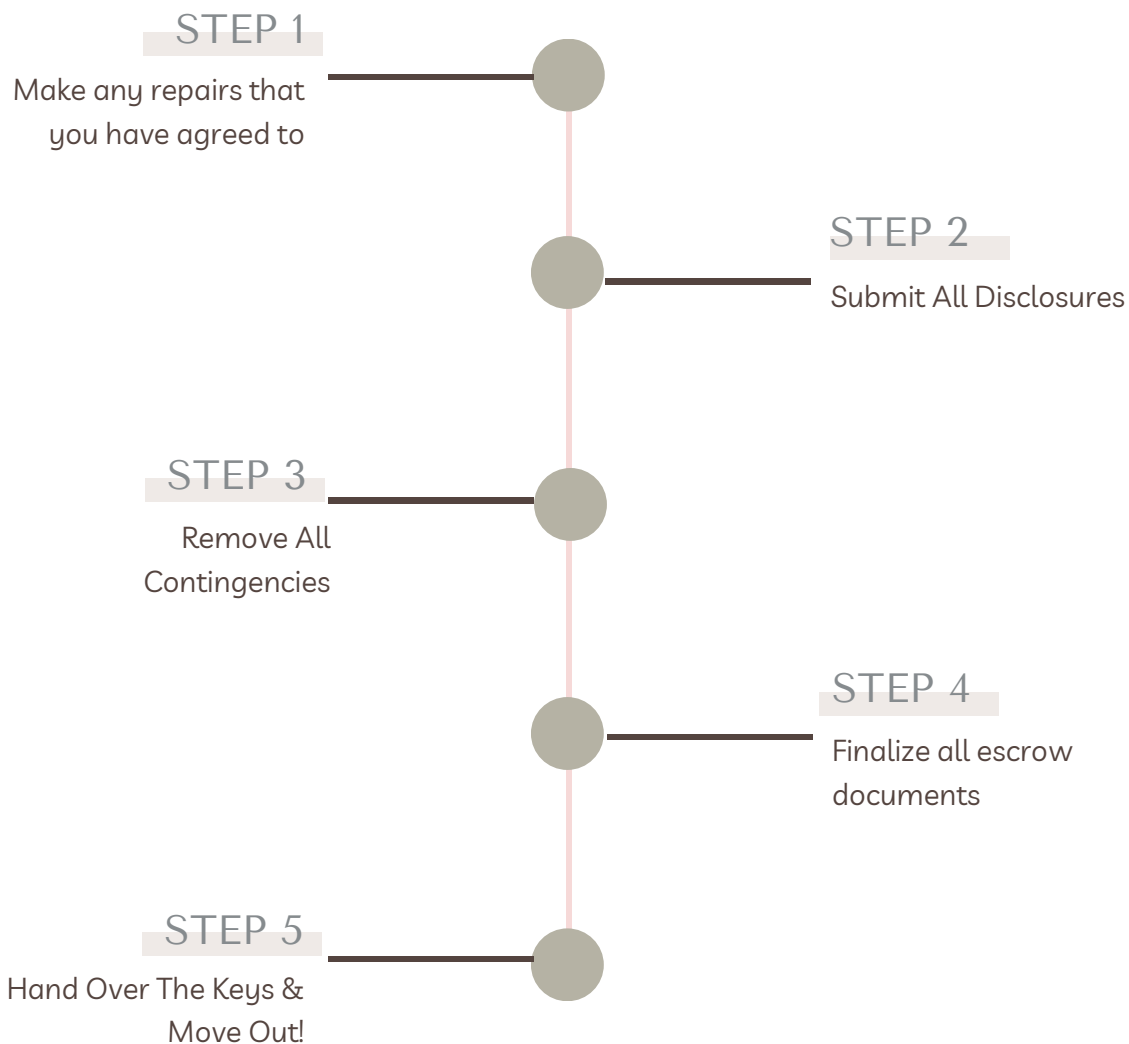 STEP 1
Make any repairs that
you have agreed to
STEP 2
Submit All Disclosures
STEP 3
Remove All
Contingencies
STEP 4
Finalize all escrow
documents
STEP 5
Hand Over The Keys &
Move Out!